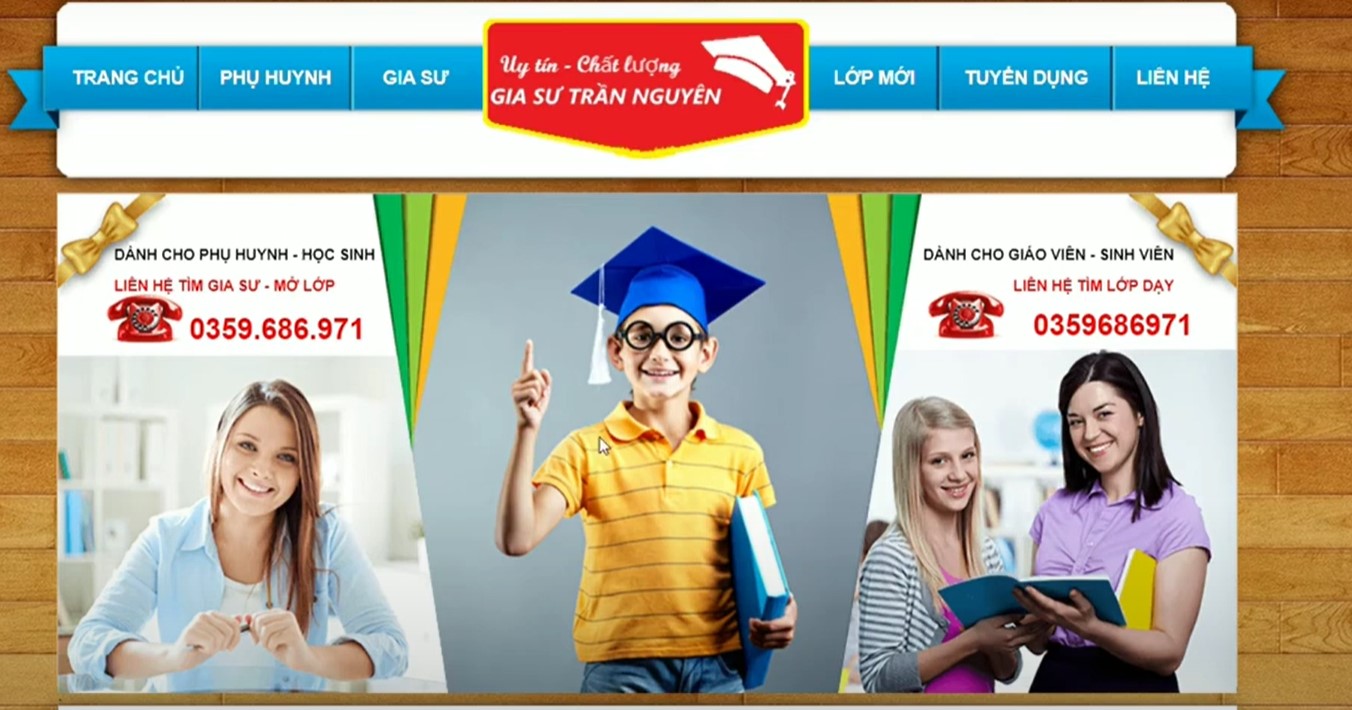 TRANG CHỦ
PHỤ HUYNH
GIA SƯ
Uy tín - Chất lượng
GIA SƯ TRẦN NGUYÊN
LỚP MỚI
TUYỂN DỤNG
LIÊN HỆ
DÀNH CHO PHỤ HUYNH - HỌC SINH
LIÊN HỆ TÌM GIA SƯ - MỞ LỚP
0359.686.971
DÀNH CHO GIÁO VIÊN - SINH VIÊN
LIÊN HỆ TÌM LỚP DẠY
0359686971